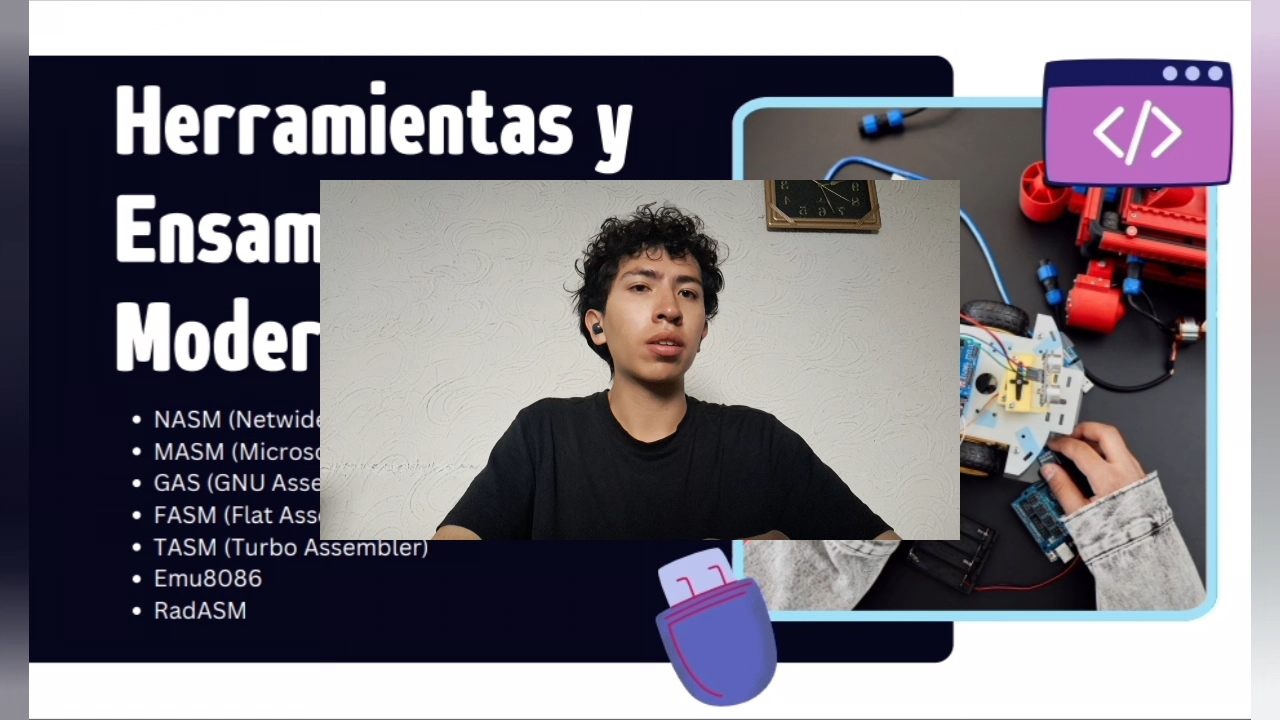 Herramientas y
Ensam
Moder
NASM (Netwide
MASM (Microso
GAS (GNU Asse
FASM (Flat Ass
TASM (Turbo Assembler)
Emu8086
RadASM
</>